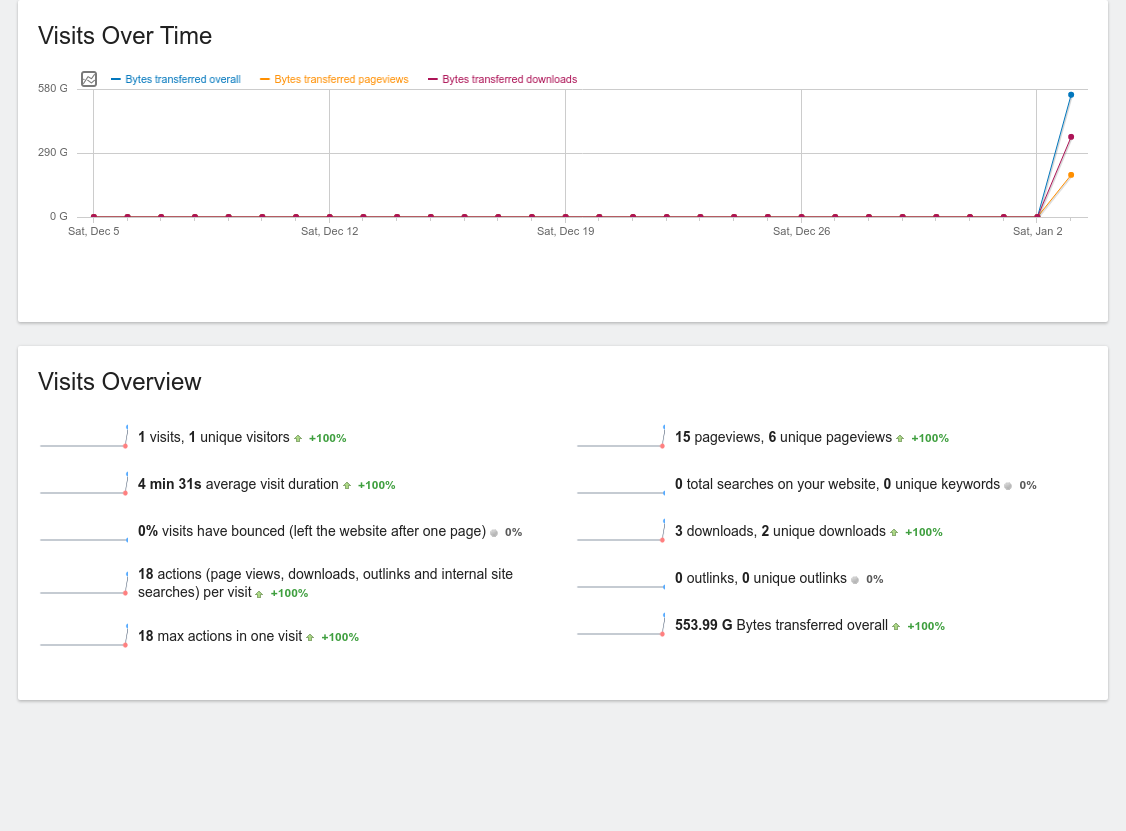 Visits Over Time
Bytes transferred overall Bytes transferred pageviews Bytes transferred downloads
580 G
290 G
0 G
Sat, Dec 5 Sat, Dec 12 Sat, Dec 19 Sat, Dec 26 Sat, Jan 2
Visits Overview
1 visits, 1 unique visitors +100%
4 min 31s average visit duration +100%
0% visits have bounced (left the website after one page) 0%
18 actions (page views, downloads, outlinks and internal site
searches) per visit +100%
18 max actions in one visit +100%
15 pageviews, 6 unique pageviews +100%
0 total searches on your website, 0 unique keywords 0%
3 downloads, 2 unique downloads +100%
0 outlinks, 0 unique outlinks 0%
553.99 G Bytes transferred overall +100%